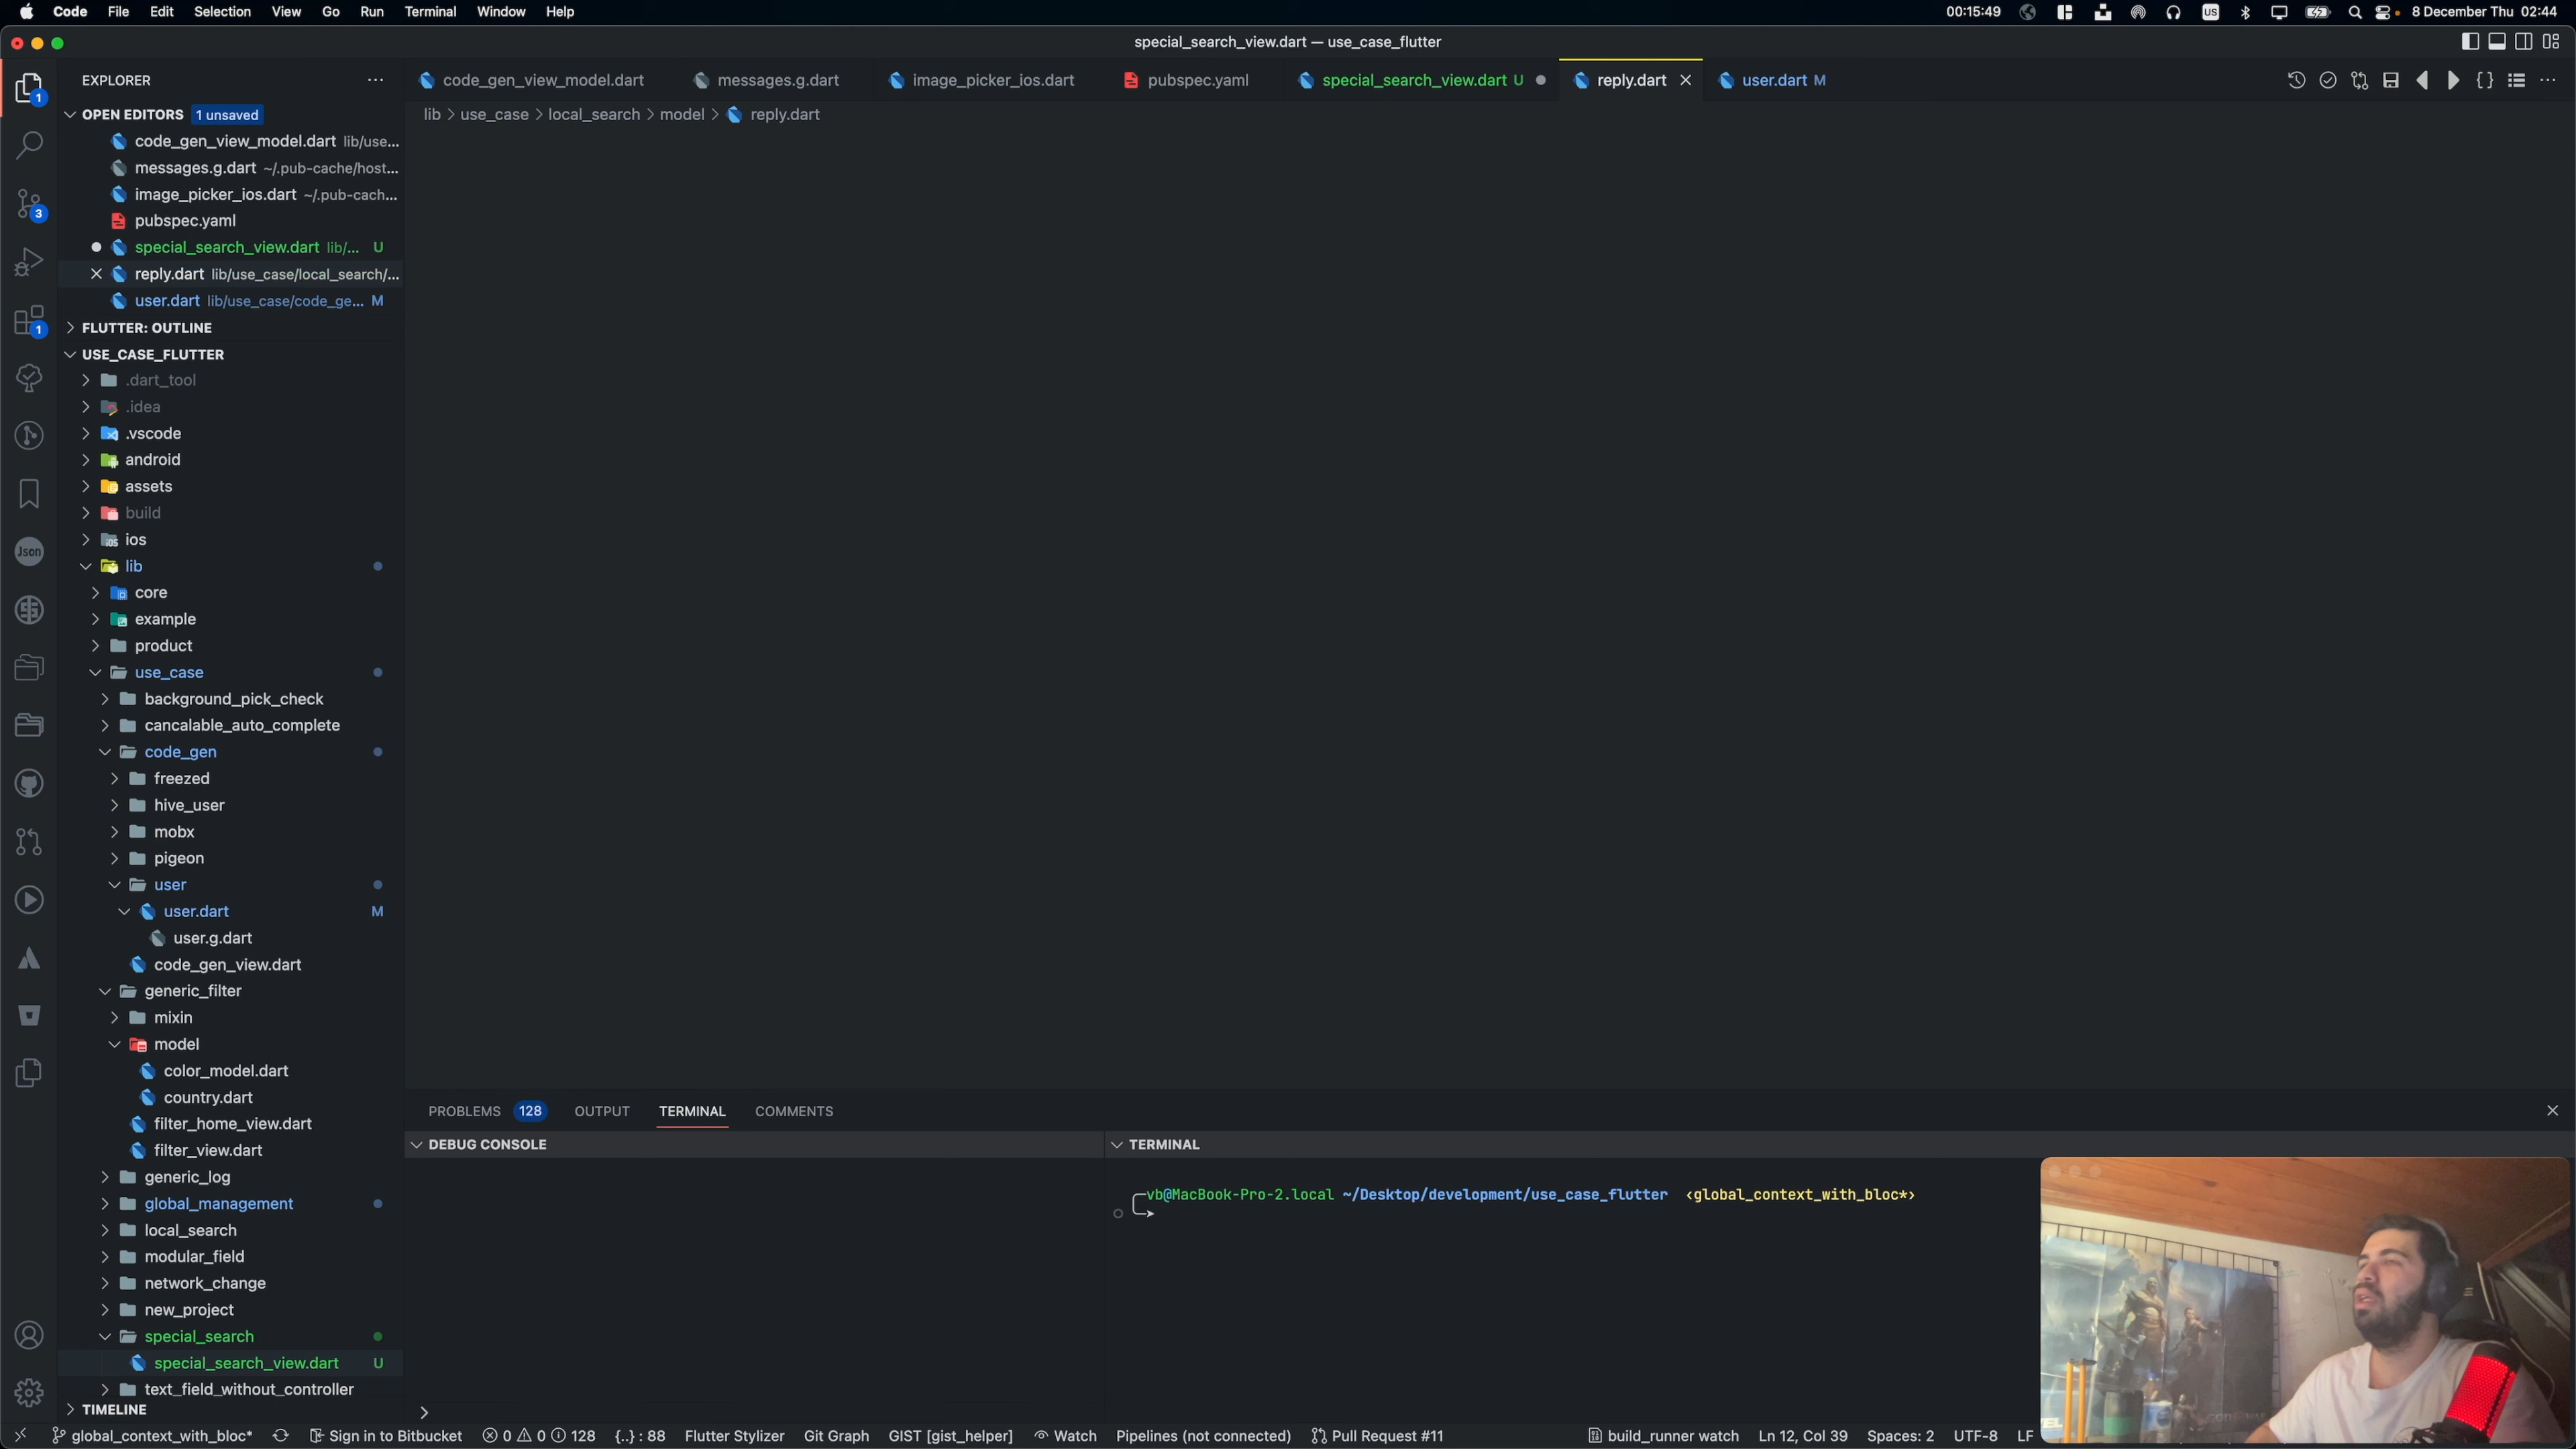 Code File Edit Selection View Go Run Terminal Window Help 00:15:49 US 8 December Thu 02:44
special_search_view.dart — use_case_flutter
EXPLORER
code_gen_view_model.dart messages.g.dart image_picker_ios.dart pubspec.yaml special_search_view.dart U reply.dart user.dart M
lib > use_case > local_search > model > reply.dart
1
OPEN EDITORS 1 unsaved
code_gen_view_model.dart lib/use...
messages.g.dart ~/.pub-cache/host...
image_picker_ios.dart ~/.pub-cach...
pubspec.yaml
3
special_search_view.dart lib/... U
reply.dart lib/use_case/local_search/...
user.dart lib/use_case/code_ge... M
1
FLUTTER: OUTLINE
USE_CASE_FLUTTER
.dart_tool
.idea
.vscode
android
assets
build
ios
Json
lib
core
example
product
use_case
background_pick_check
cancalable_auto_complete
code_gen
freezed
hive_user
mobx
pigeon
user
user.dart M
user.g.dart
code_gen_view.dart
generic_filter
mixin
model
color_model.dart
country.dart
filter_home_view.dart
filter_view.dart
generic_log
global_management
local_search
modular_field
network_change
new_project
special_search
special_search_view.dart U
text_field_without_controller
TIMELINE
PROBLEMS 128 OUTPUT TERMINAL COMMENTS
DEBUG CONSOLE
TERMINAL
vb@MacBook-Pro-2.local ~/Desktop/development/use_case_flutter ‹global_context_with_bloc*›
global_context_with_bloc* Sign in to Bitbucket 0 0 128 {..} : 88 Flutter Stylizer Git Graph GIST [gist_helper] Watch Pipelines (not connected) Pull Request #11 build_runner watch Ln 12, Col 39 Spaces: 2 UTF-8 LF